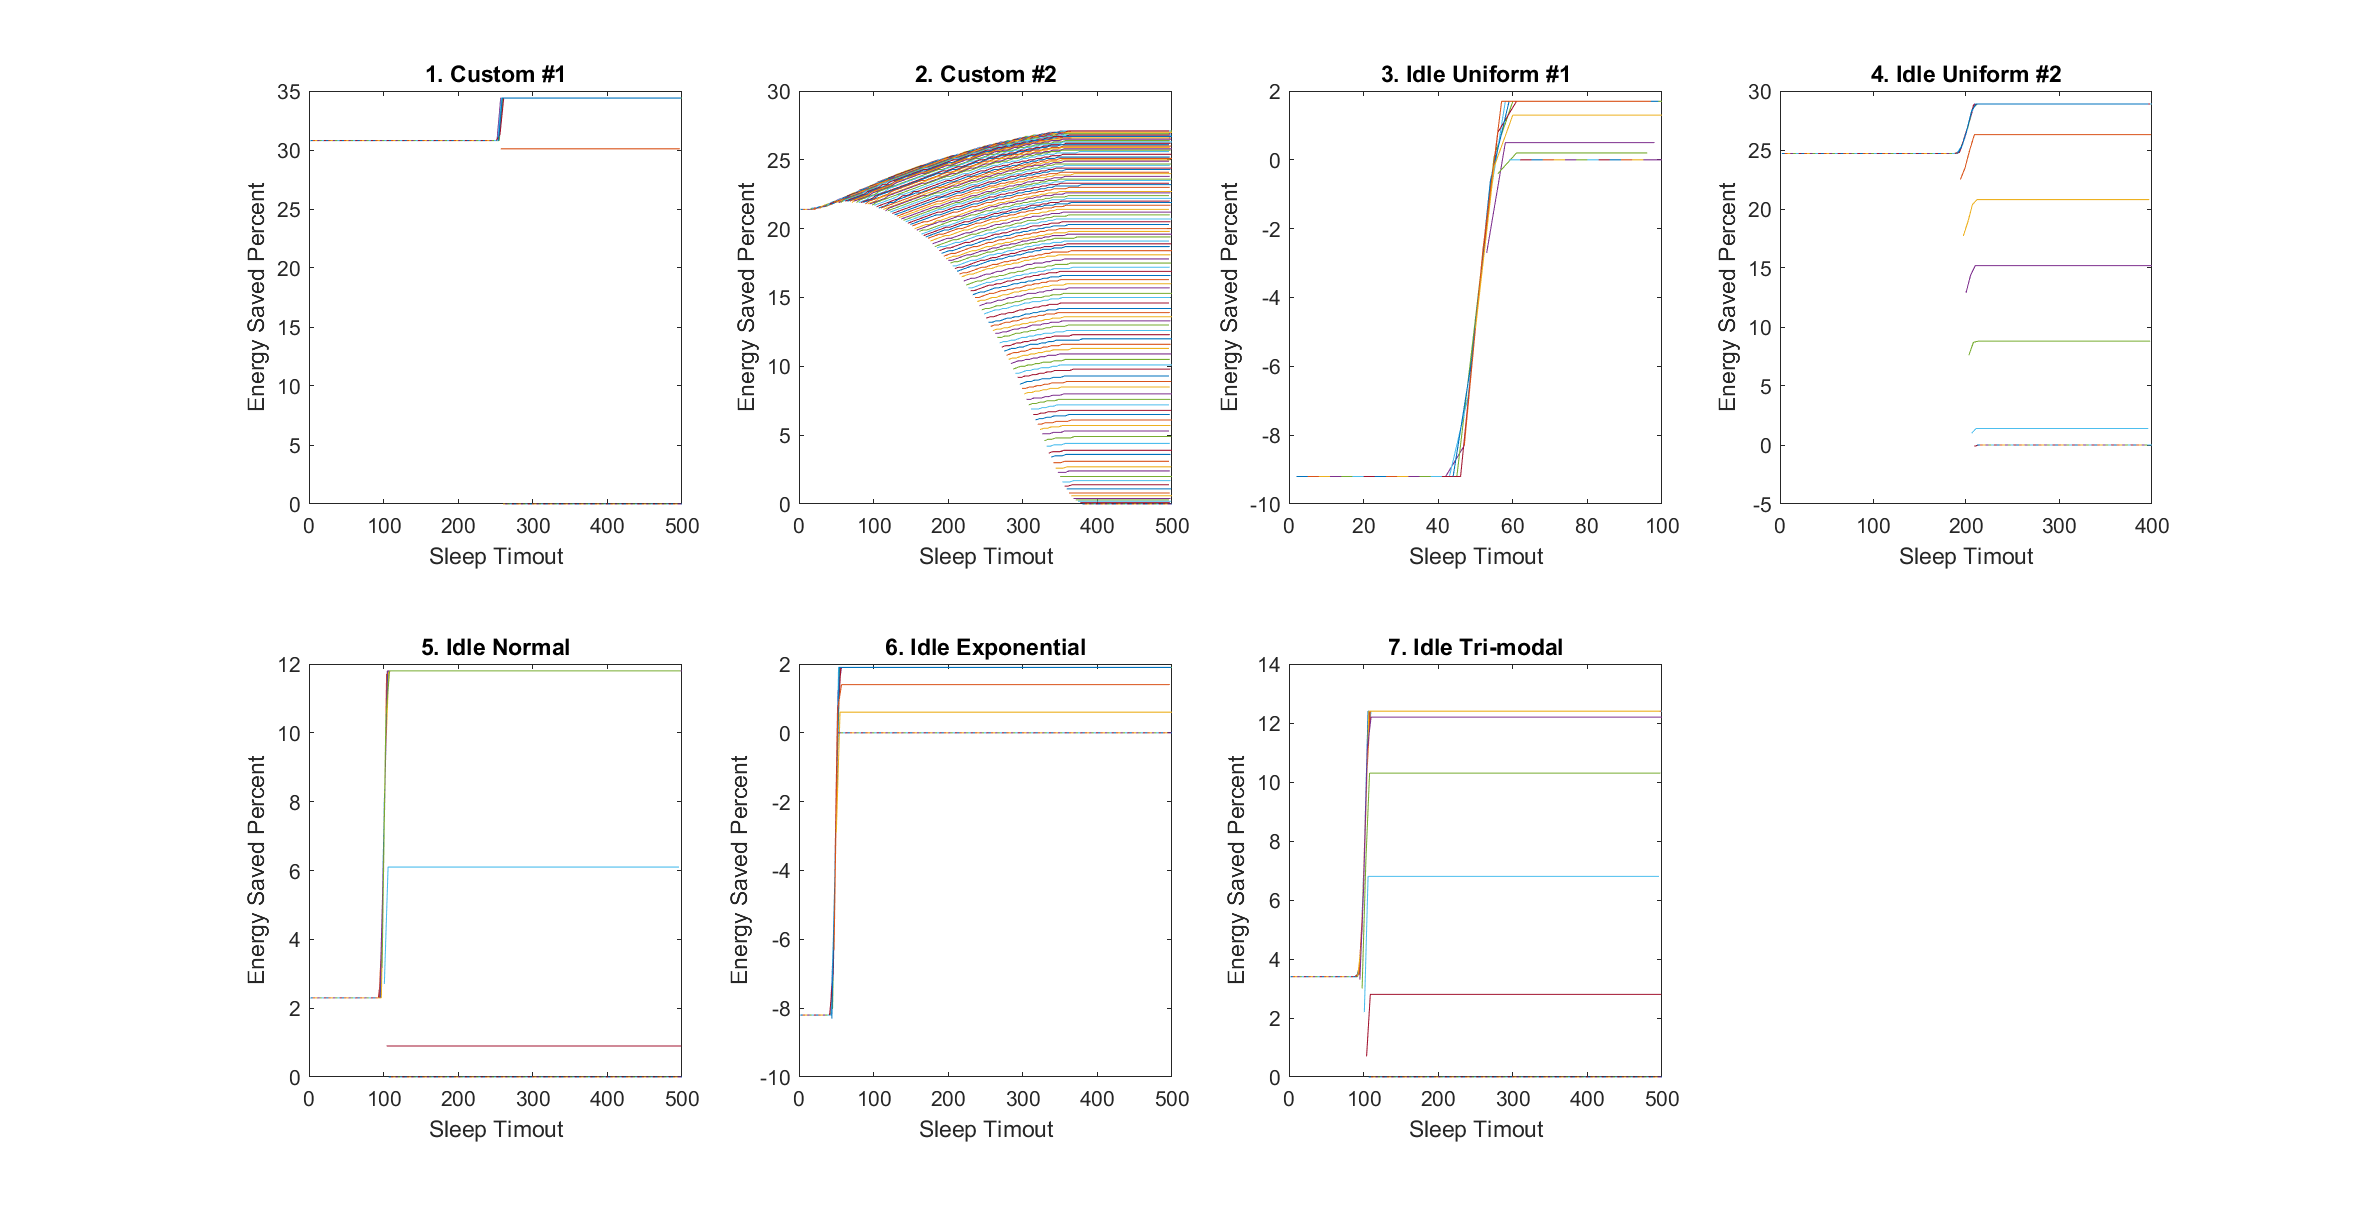 1. Custom #1
35
30
25
20
15
10
5
0
Energy Saved Percent
0 100 200 300 400 500
Sleep Timout
2. Custom #2
30
25
20
15
10
5
0
Energy Saved Percent
0 100 200 300 400 500
Sleep Timout
3. Idle Uniform #1
2
0
-2
-4
-6
-8
-10
Energy Saved Percent
0 20 40 60 80 100
Sleep Timout
4. Idle Uniform #2
30
25
20
15
10
5
0
-5
Energy Saved Percent
0 100 200 300 400
Sleep Timout
5. Idle Normal
12
10
8
6
4
2
0
Energy Saved Percent
0 100 200 300 400 500
Sleep Timout
6. Idle Exponential
2
0
-2
-4
-6
-8
-10
Energy Saved Percent
0 100 200 300 400 500
Sleep Timout
7. Idle Tri-modal
14
12
10
8
6
4
2
0
Energy Saved Percent
0 100 200 300 400 500
Sleep Timout